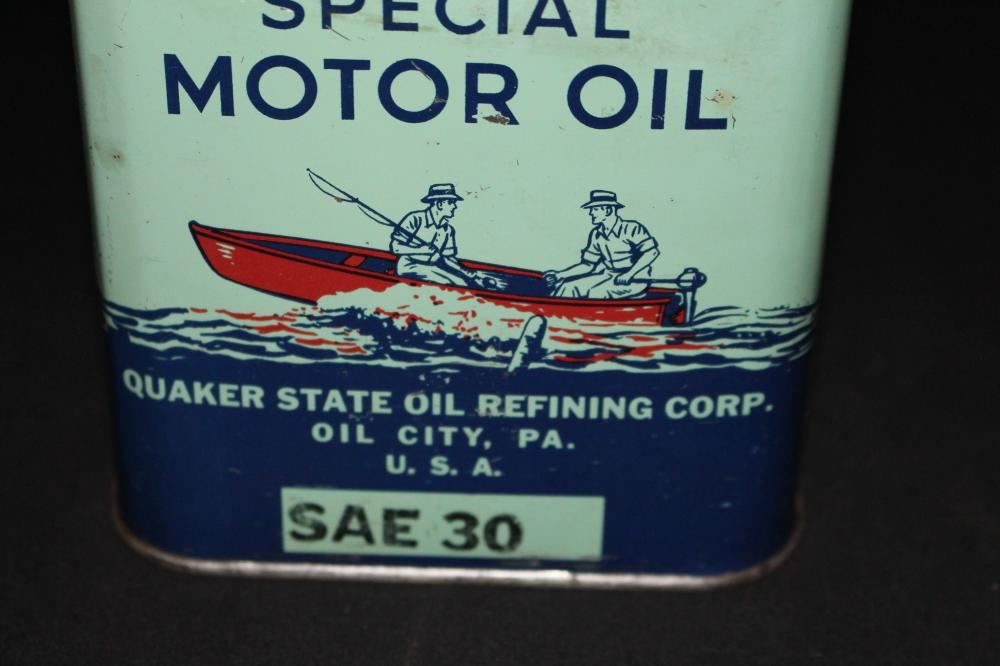 SPECIAL
MOTOR OIL
QUAKER STATE OIL REFINING CORP.
OIL CITY, PA.
U. S. A.
SAE 30